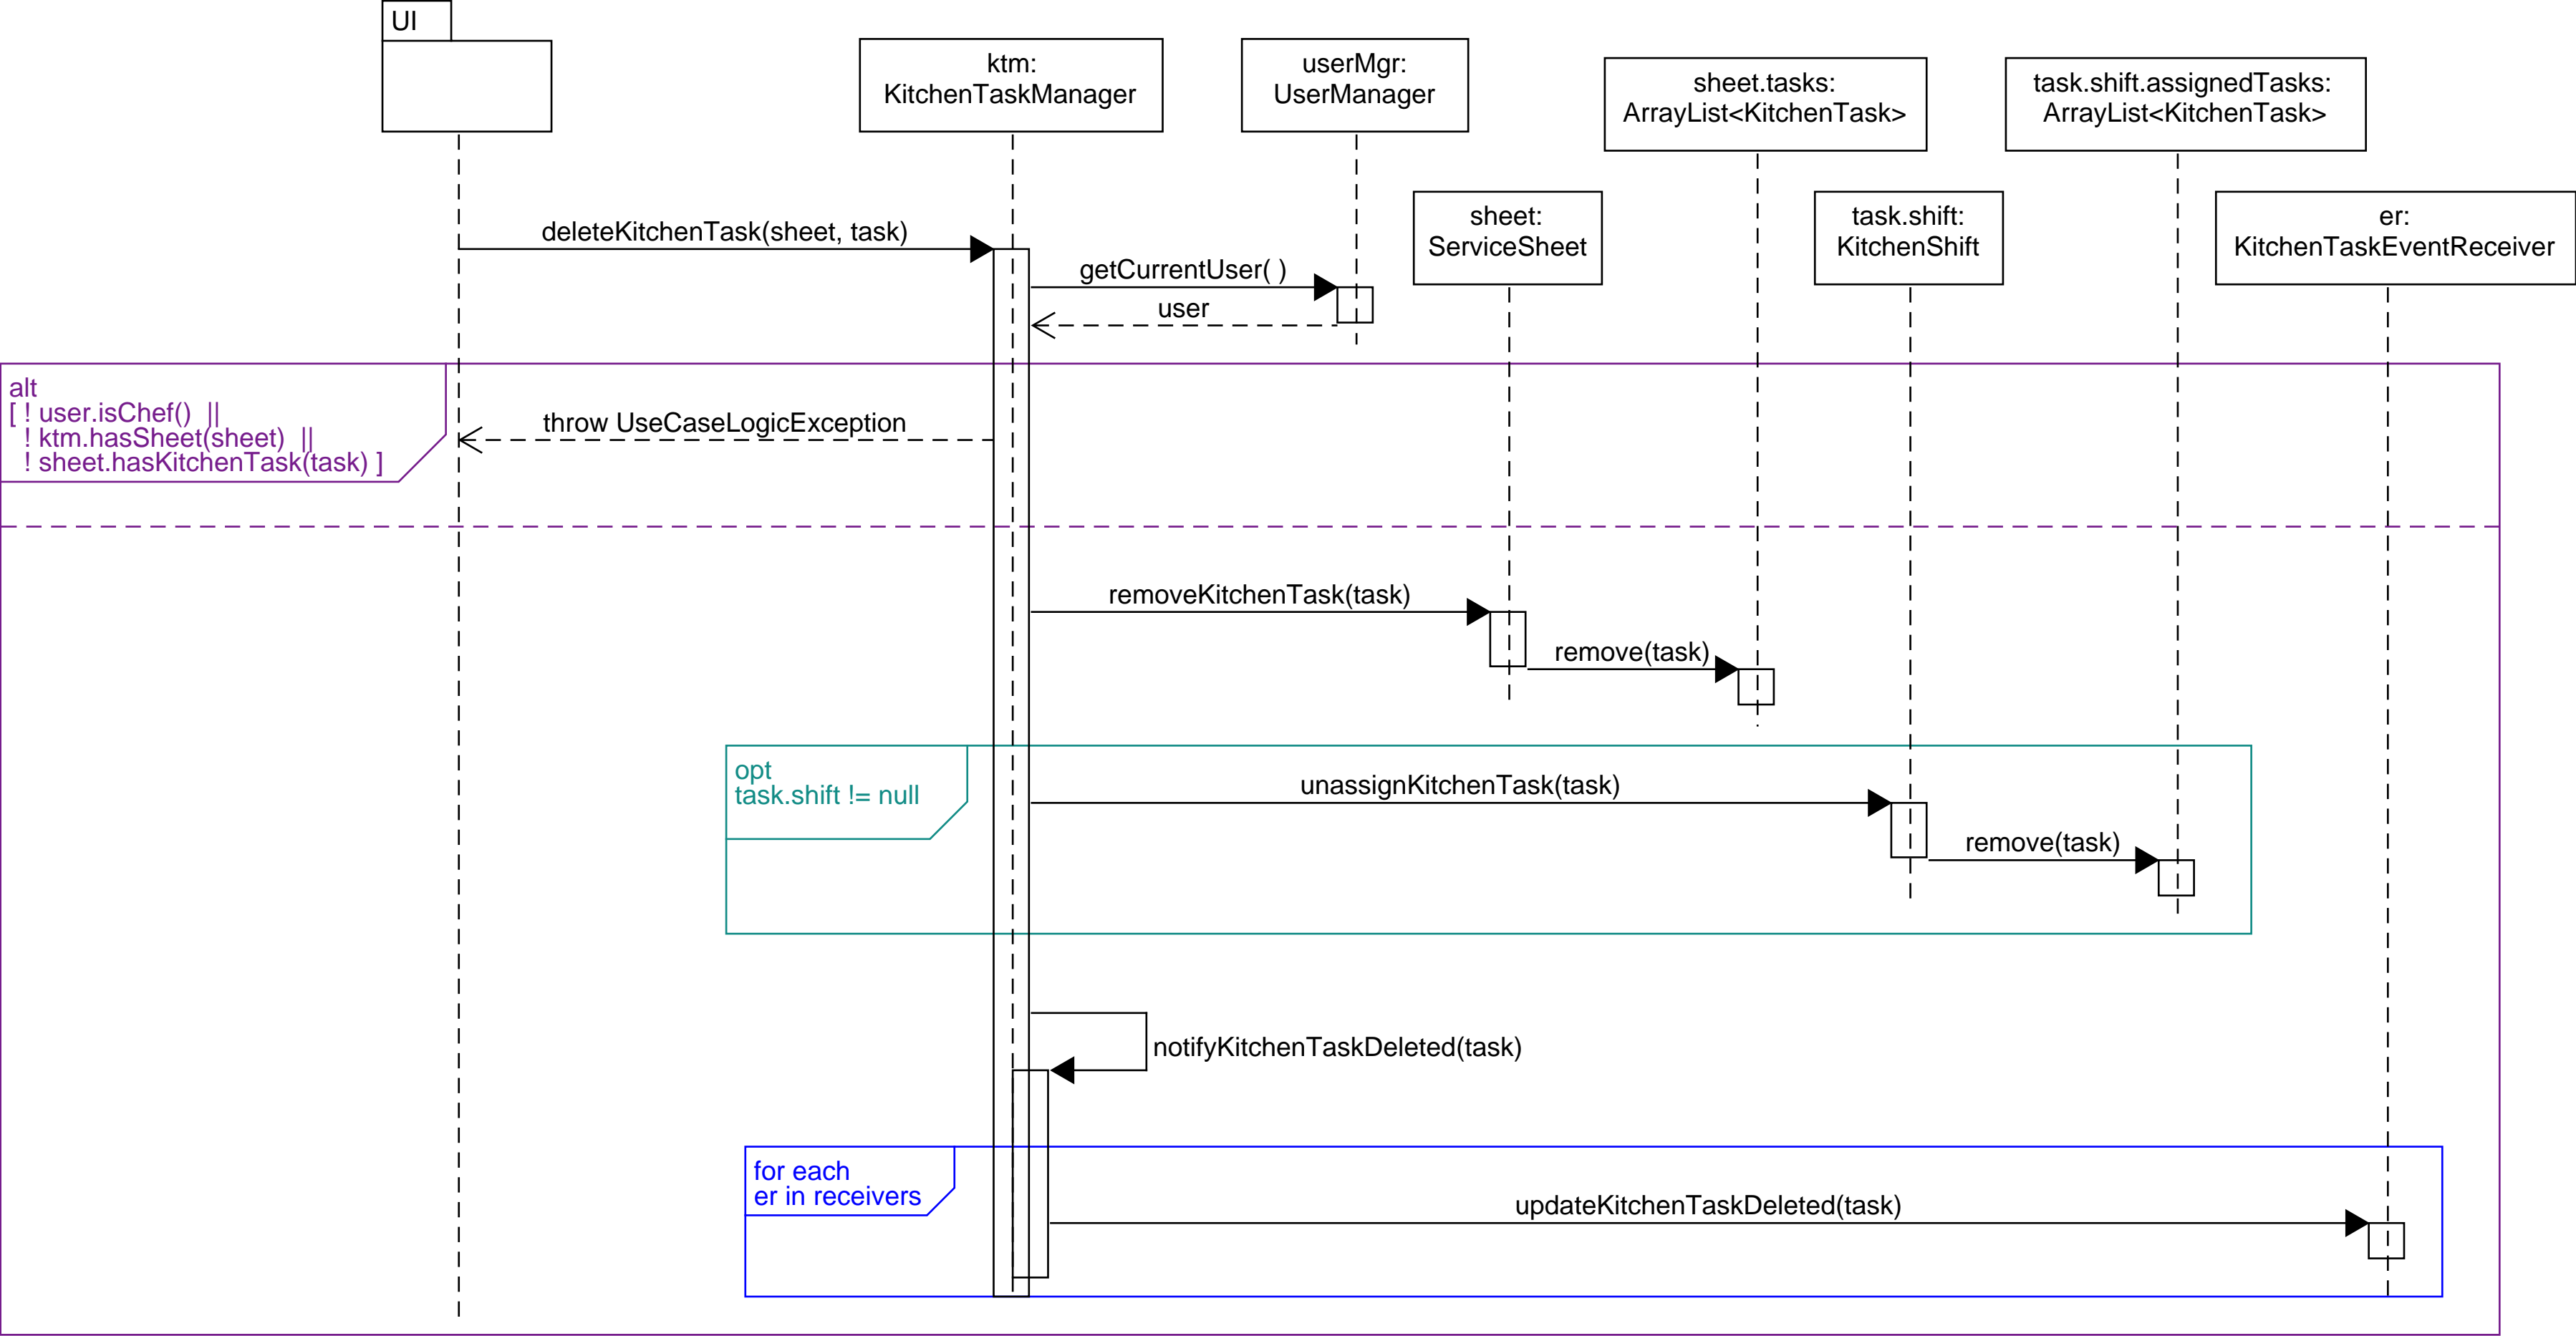 UI
ktm:
KitchenTaskManager
userMgr:
UserManager
sheet.tasks:
ArrayList<KitchenTask>
task.shift.assignedTasks:
ArrayList<KitchenTask>
sheet:
ServiceSheet
task.shift:
KitchenShift
er:
KitchenTaskEventReceiver
deleteKitchenTask(sheet, task)
getCurrentUser( )
user
alt
[ ! user.isChef()  ||
! ktm.hasSheet(sheet)  ||
! sheet.hasKitchenTask(task) ]
throw UseCaseLogicException
removeKitchenTask(task)
remove(task)
opt
task.shift != null
unassignKitchenTask(task)
remove(task)
notifyKitchenTaskDeleted(task)
for each
er in receivers
updateKitchenTaskDeleted(task)